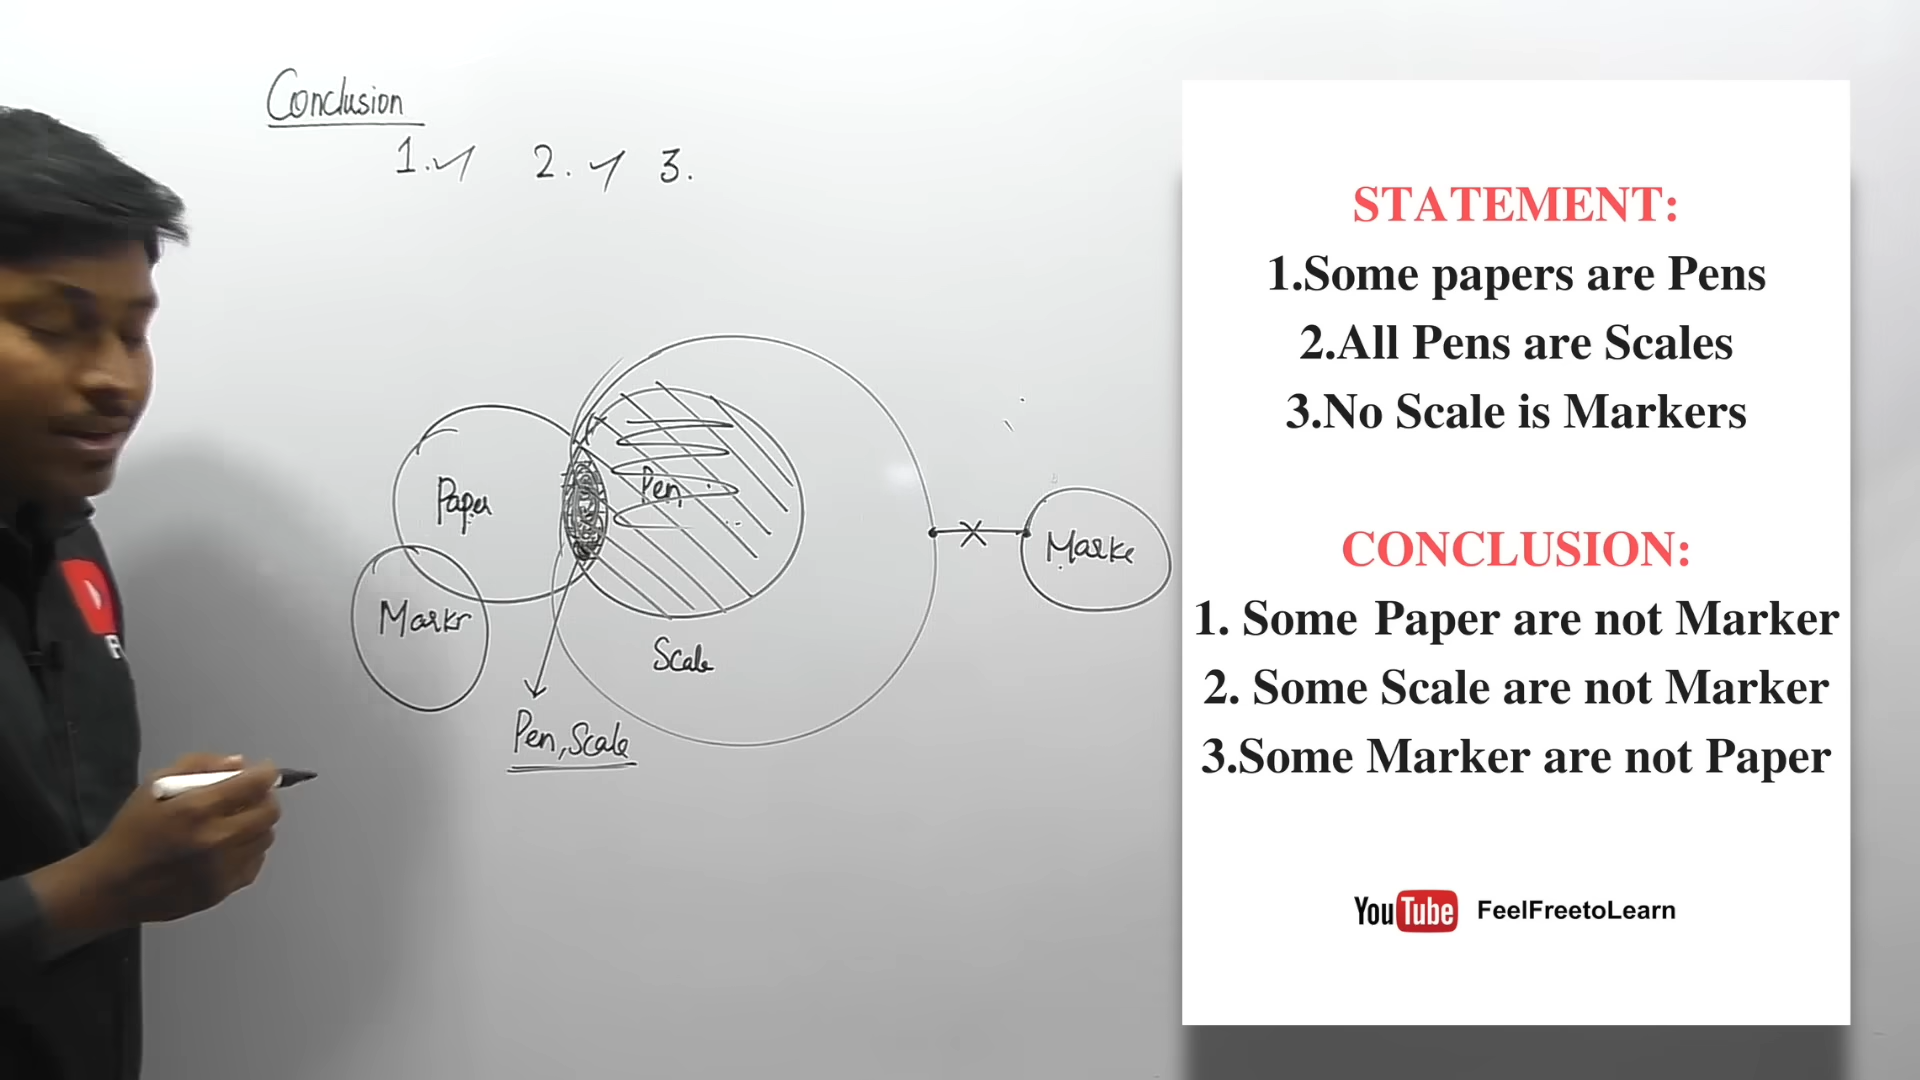 Conclusion
1. ✓ 2. ✓ 3.
Paper
Pen
Marke
Markr
Scale
Pen, Scale
STATEMENT:
1.Some papers are Pens
2.All Pens are Scales
3.No Scale is Markers
CONCLUSION:
1. Some Paper are not Marker
2. Some Scale are not Marker
3.Some Marker are not Paper
YouTube FeelFreetoLearn